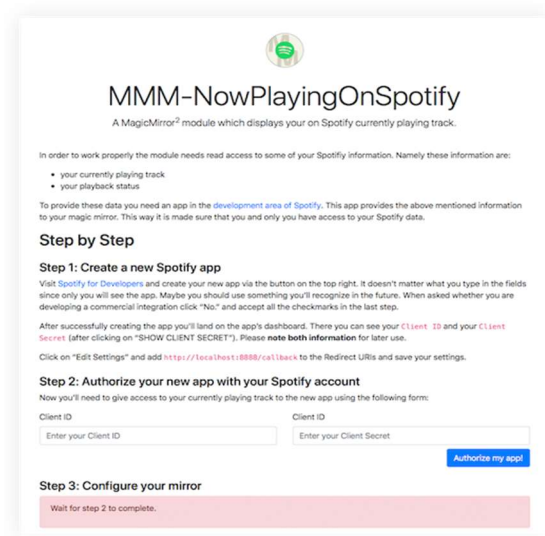 MMM-NowPlayingOnSpotify
A MagicMirror² module which displays your on Spotify currently playing track.
In order to work properly the module needs read access to some of your Spotifiy information. Namely these information are:
your currently playing track
your playback status
To provide these data you need an app in the development area of Spotify. This app provides the above mentioned information
to your magic mirror. This way it is made sure that you and only you have access to your Spotify data.
Step by Step
Step 1: Create a new Spotify app
Visit Spotify for Developers and create your new app via the button on the top right. It doesn't matter what you type in the fields
since only you will see the app. Maybe you should use something you'll recognize in the future. When asked whether you are
developing a commercial integration click "No." and accept all the checkmarks in the last step.
After successfully creating the app you'll land on the app's dashboard. There you can see your Client ID and your Client
Secret (after clicking on "SHOW CLIENT SECRET"). Please note both information for later use.
Click on "Edit Settings" and add http://localhost:8888/callback to the Redirect URIs and save your settings.
Step 2: Authorize your new app with your Spotify account
Now you'll need to give access to your currently playing track to the new app using the following form:
Client ID Client ID
Enter your Client ID Enter your Client Secret
Authorize my app!
Step 3: Configure your mirror
Wait for step 2 to complete.